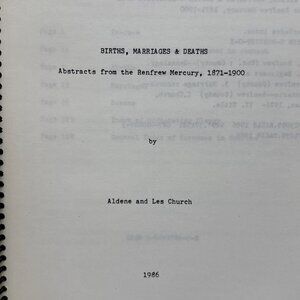 BIRTHS, MARRIAGES & DEATHS
Abstracts from the Renfrew Mercury, 1871-1900
by
Aldene and Les Church
1986